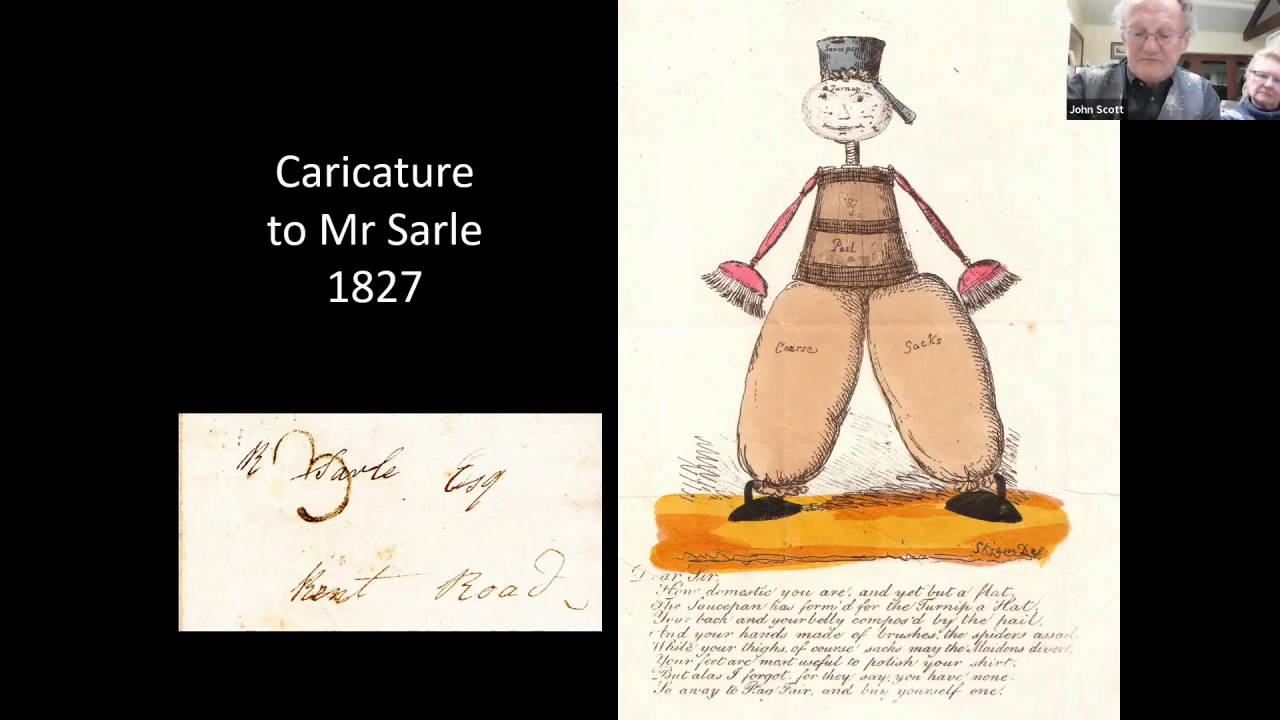 Caricature
to Mr Sarle
1827
R Sarle Esq
3
Kent Road
John Scott
Saucepan
Turnip
Pail
Coarse
Sacks
Dear Sir,
How domestic you are, and yet but a flat,
The Saucepan has form'd for the Turnip a Hat,
Your back and your belly compos'd by the pail,
And your hands made of brushes, the spiders assail.
While your thighs, of course sacks may the Maidens divert,
Your feet are most useful to polish your shirt.
But alas I forgot, for they say, you have none.
So away to Rag Fair, and buy yourself one.